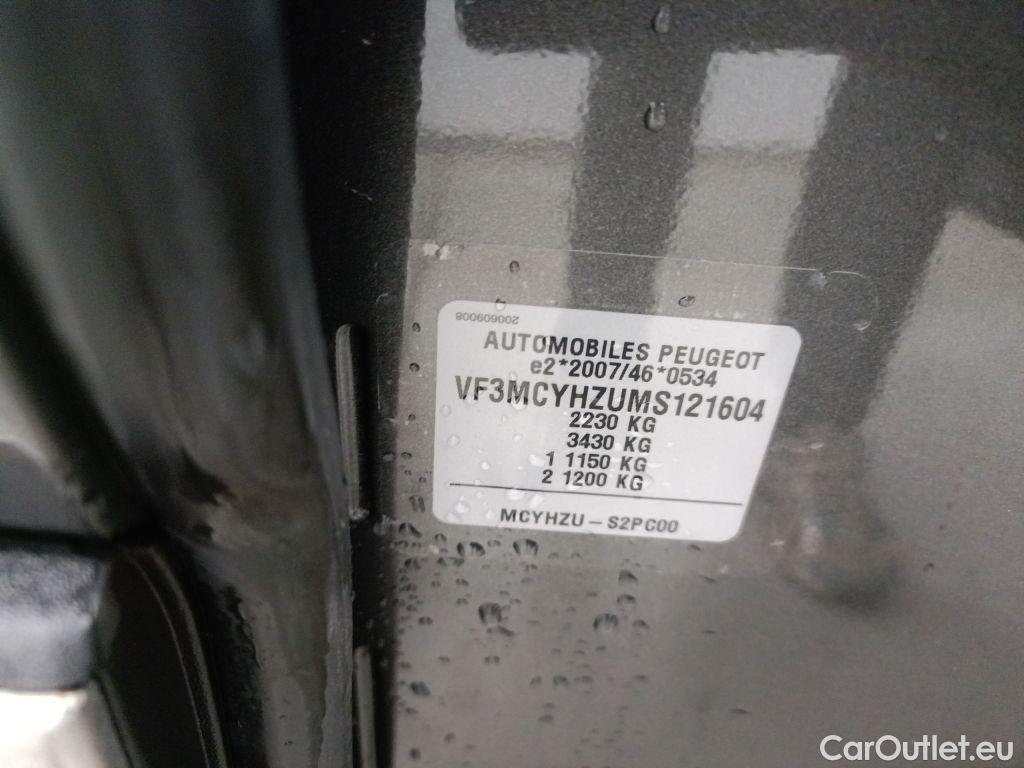 200609008
AUTOMOBILES PEUGEOT
e2*2007/46*0534
VF3MCYHZUMS121604
2230 KG
3430 KG
1 1150 KG
2 1200 KG
MCYHZU – S2PC00
CarOutlet.eu